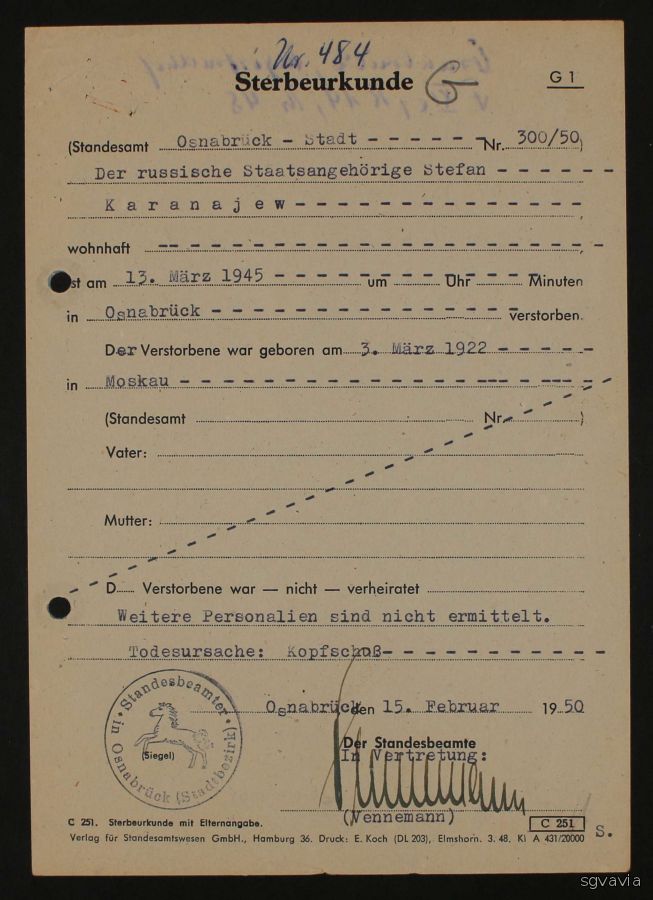 Nr. 484
Sterbeurkunde G
G 1
(Standesamt Osnabrück - Stadt - - - - - - - Nr. 300/50)
Der russische Staatsangehörige Stefan - - - - - -
K a r a n a j e w - - - - - - - - - - - - - - -
wohnhaft - - - - - - - - - - - - - - - - - - - -
ist am 13. März 1945 - - - - um - - Uhr - - - Minuten
in Osnabrück - - - - - - - - - - - - - - - verstorben.
Der Verstorbene war geboren am 3. März 1922 - - - - -
in Moskau - - - - - - - - - - - - - - - - - - -
(Standesamt Nr. )
Vater:
Mutter:
D Verstorbene war — nicht — verheiratet
Weitere Personalien sind nicht ermittelt.
Todesursache: Kopfschuß- - - - - - - - - - - -
Osnabrück den 15. Februar 1950
Der Standesbeamte
In Vertretung:
(Vennemann)
Standesbeamter
in Osnabrück (Stadtbezirk)
(Siegel)
C 251. Sterbeurkunde mit Elternangabe.
C 251
Verlag für Standesamtswesen GmbH., Hamburg 36. Druck: E. Koch (DL 203), Elmshorn. 3. 48. Kl A 431/20000
S.
sgvavia